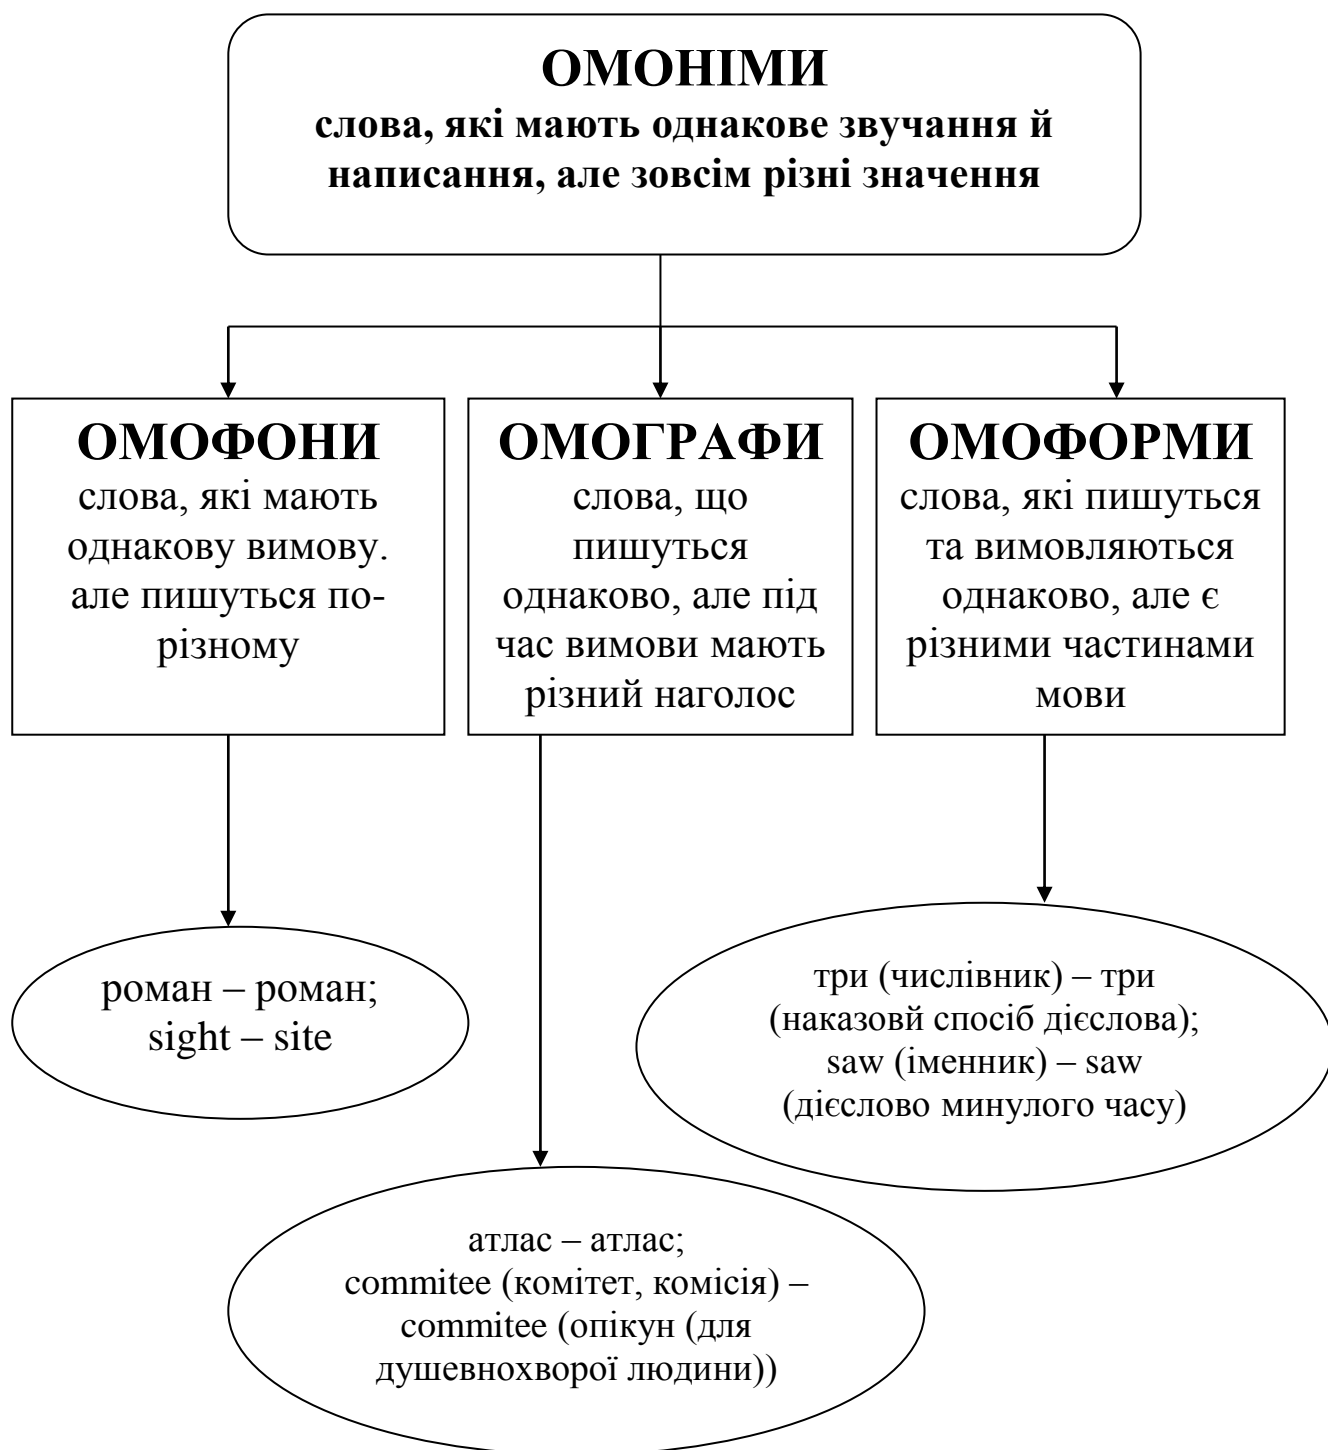 ОМОНІМИ
слова, які мають однакове звучання й
написання, але зовсім різні значення
ОМОФОНИ
слова, які мають
однакову вимову.
але пишуться по-
різному
ОМОГРАФИ
слова, що
пишуться
однаково, але під
час вимови мають
різний наголос
ОМОФОРМИ
слова, які пишуться
та вимовляються
однаково, але є
різними частинами
мови
роман – роман;
sight – site
три (числівник) – три
(наказовй спосіб дієслова);
saw (іменник) – saw
(дієслово минулого часу)
атлас – атлас;
commitee (комітет, комісія) –
commitee (опікун (для
душевнохворої людини))